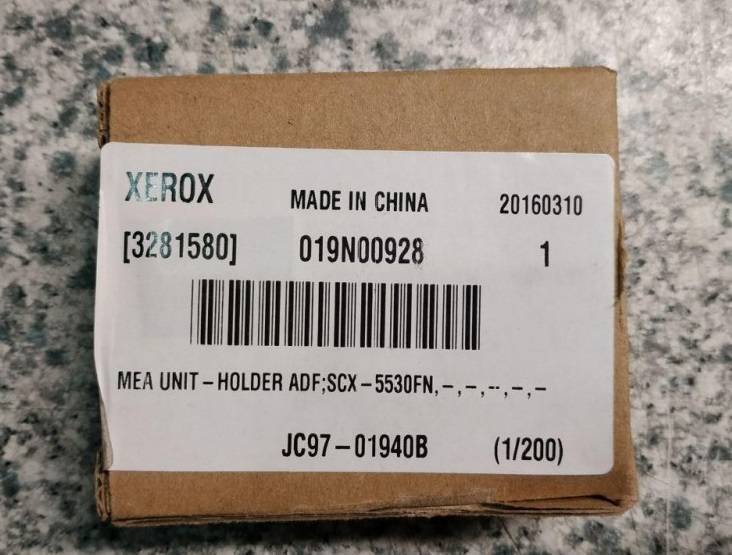 XEROX MADE IN CHINA 20160310
[3281580] 019N00928 1
MEA UNIT-HOLDER ADF;SCX-5530FN,-,-,--,-,-
JC97-01940B (1/200)